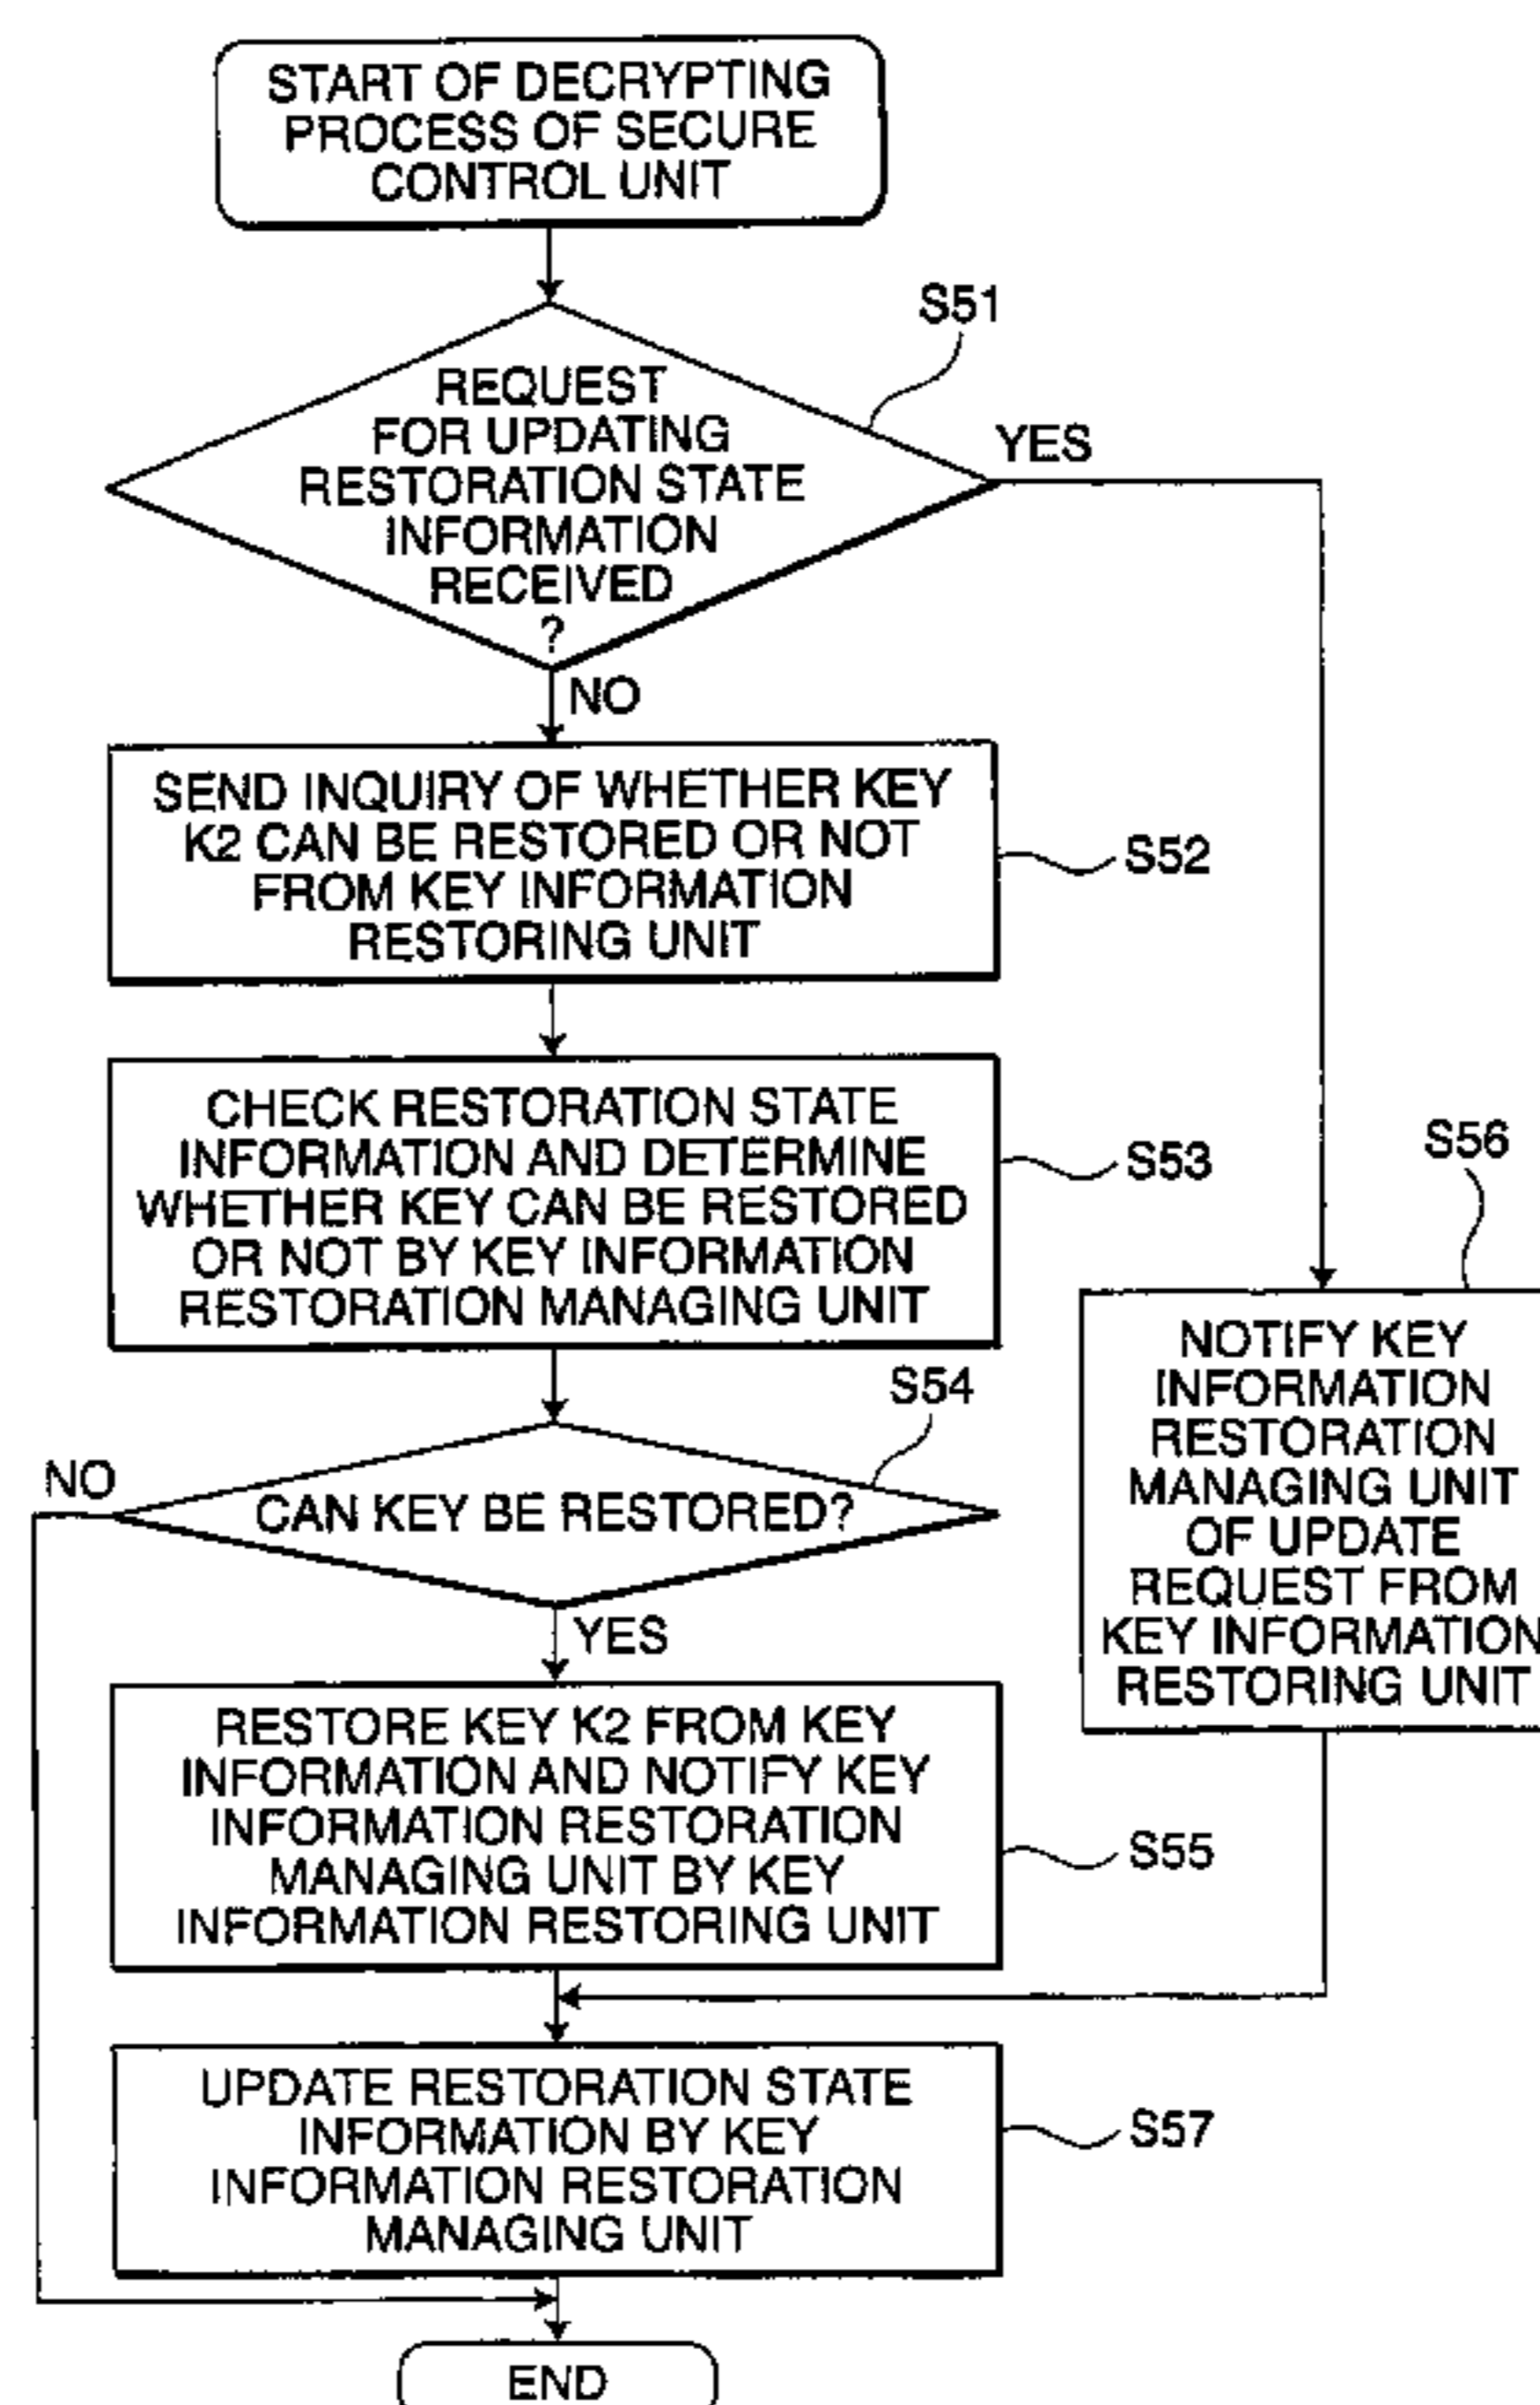 START OF DECRYPTING
PROCESS OF SECURE
CONTROL UNIT
S51
REQUEST
FOR UPDATING
RESTORATION STATE
INFORMATION
RECEIVED
?
YES
NO
SEND INQUIRY OF WHETHER KEY
K2 CAN BE RESTORED OR NOT
FROM KEY INFORMATION
RESTORING UNIT
S52
CHECK RESTORATION STATE
INFORMATION AND DETERMINE
WHETHER KEY CAN BE RESTORED
OR NOT BY KEY INFORMATION
RESTORATION MANAGING UNIT
S53
S56
NOTIFY KEY
INFORMATION
RESTORATION
MANAGING UNIT
OF UPDATE
REQUEST FROM
KEY INFORMATION
RESTORING UNIT
S54
NO
CAN KEY BE RESTORED?
YES
RESTORE KEY K2 FROM KEY
INFORMATION AND NOTIFY KEY
INFORMATION RESTORATION
MANAGING UNIT BY KEY
INFORMATION RESTORING UNIT
S55
UPDATE RESTORATION STATE
INFORMATION BY KEY
INFORMATION RESTORATION
MANAGING UNIT
S57
END